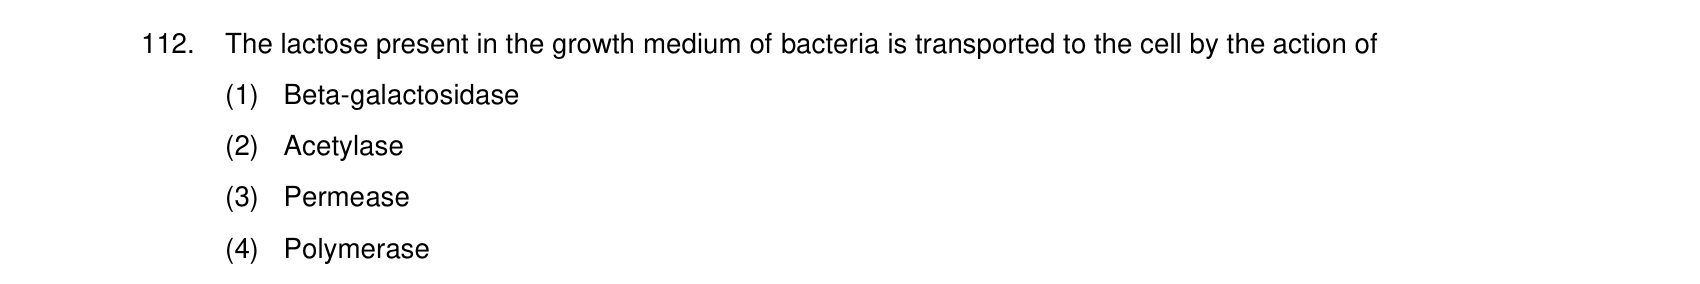 112. The lactose present in the growth medium of bacteria is transported to the cell by the action of
(1) Beta-galactosidase
(2) Acetylase
(3) Permease
(4) Polymerase